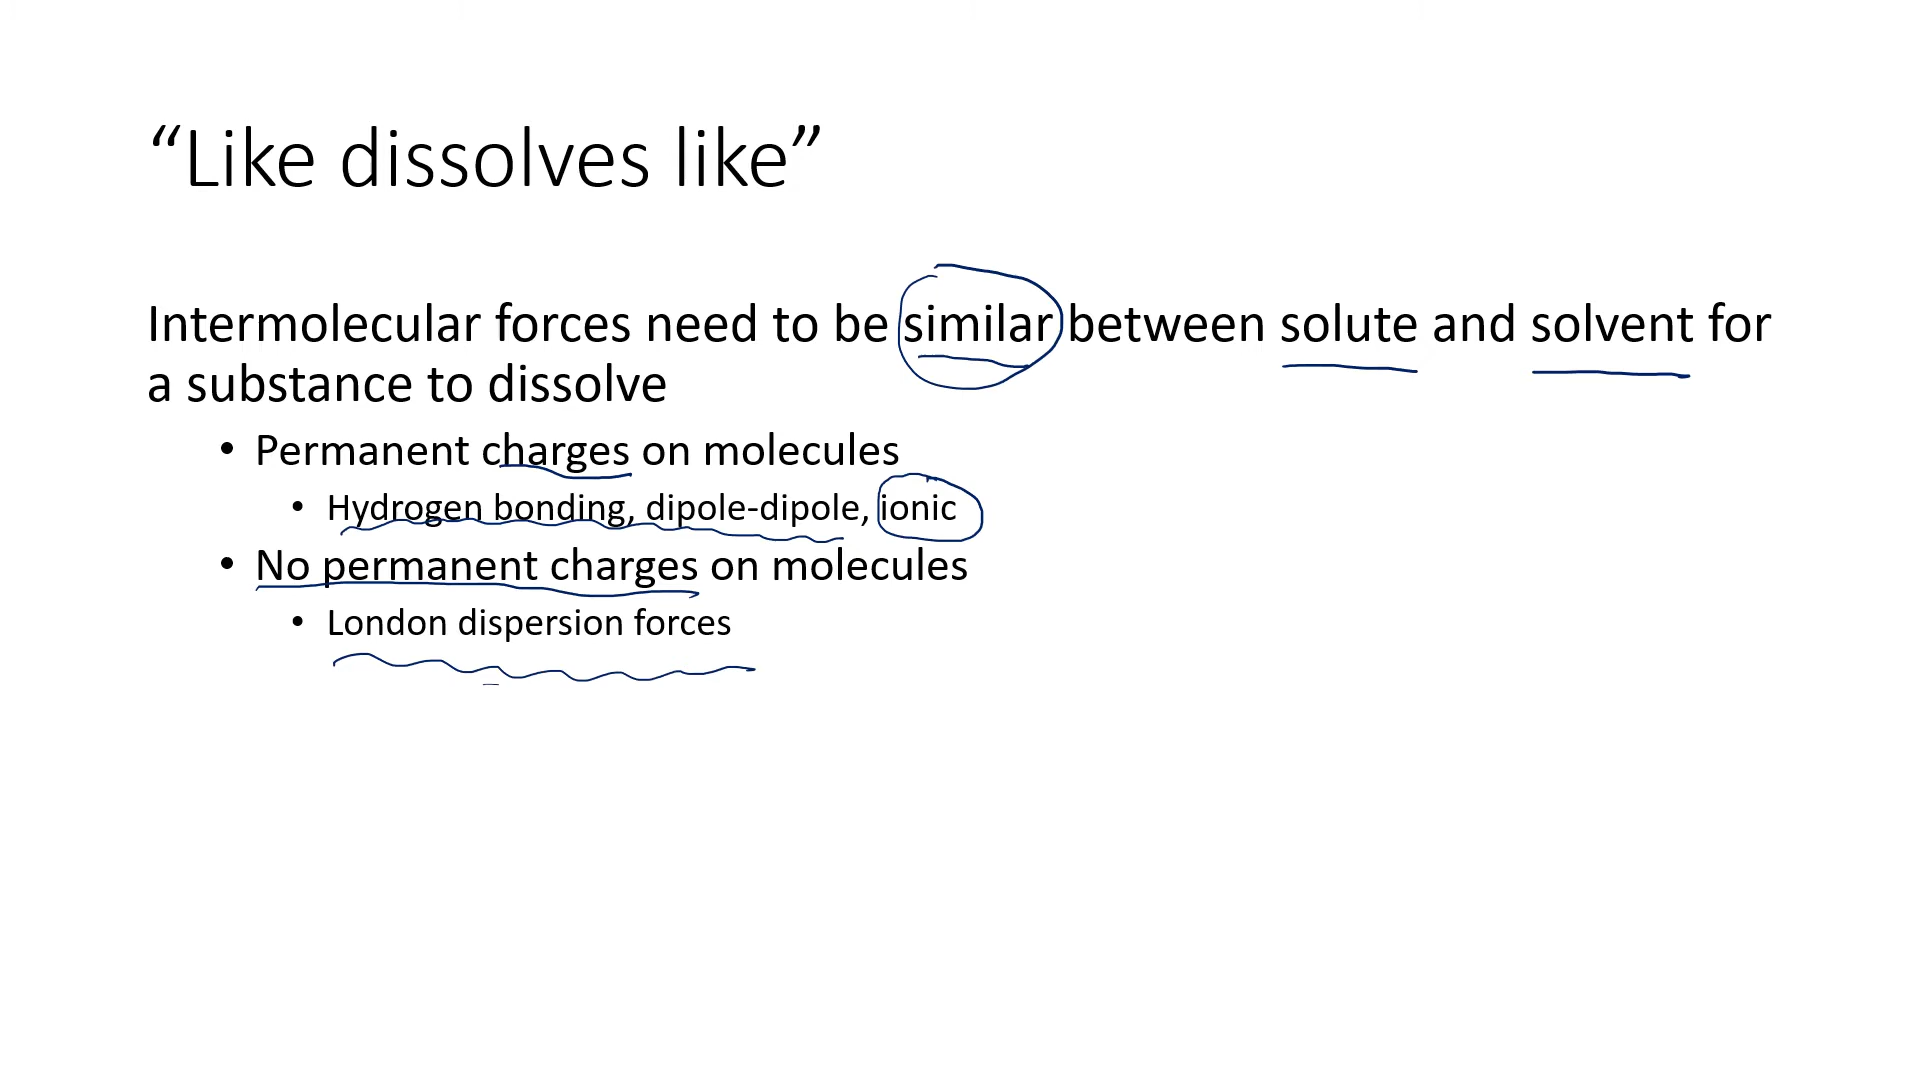 “Like dissolves like”
Intermolecular forces need to be similar between solute and solvent for
a substance to dissolve
• Permanent charges on molecules
• Hydrogen bonding, dipole-dipole, ionic
• No permanent charges on molecules
• London dispersion forces